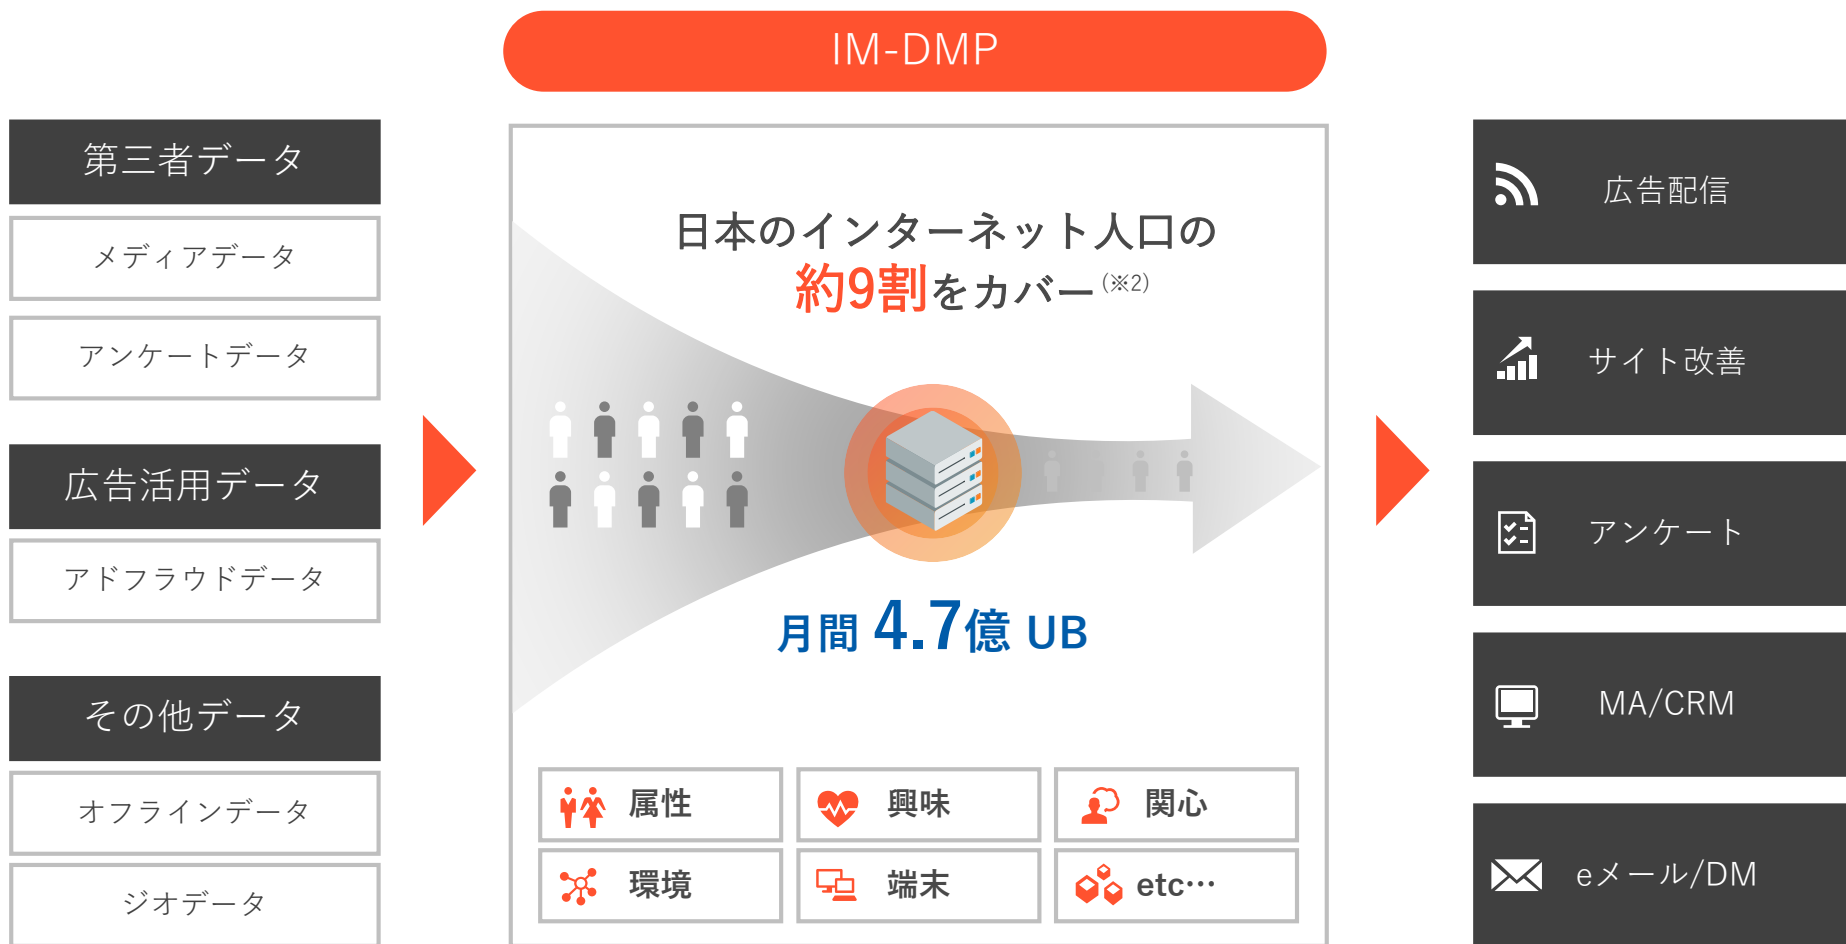 IM-DMP
第三者データ
メディアデータ
アンケートデータ
広告活用データ
アドフラウドデータ
その他データ
オフラインデータ
ジオデータ
日本のインターネット人口の
約9割をカバー(※2)
月間 4.7億 UB
属性
興味
関心
環境
端末
etc…
広告配信
サイト改善
アンケート
MA/CRM
eメール/DM